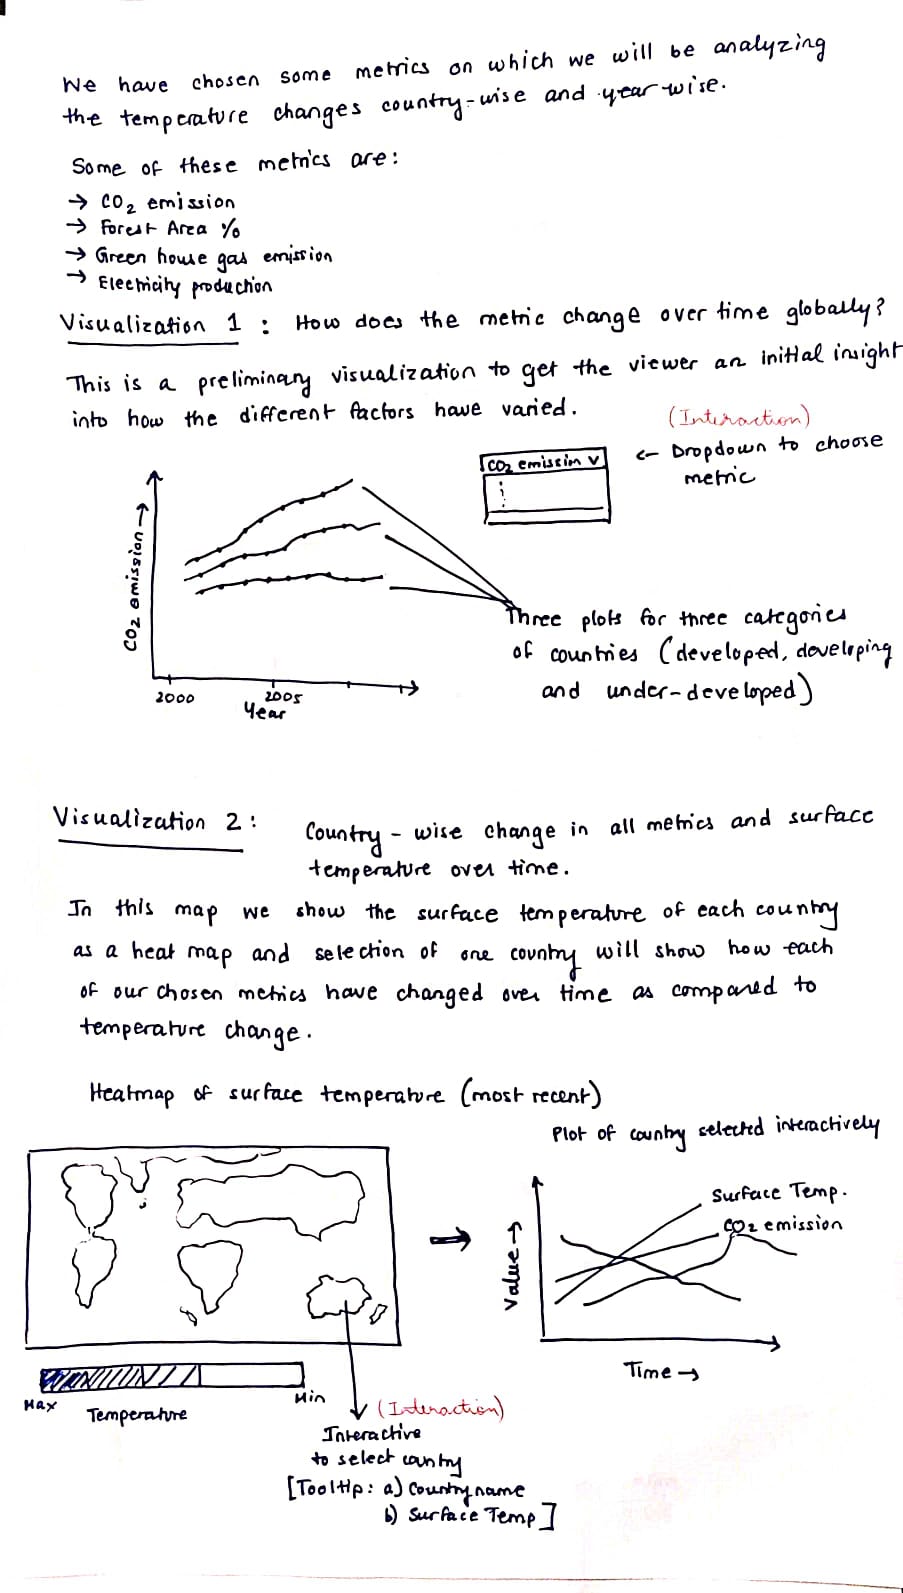 We have chosen some metrics on which we will be analyzing
the temperature changes country-wise and year-wise.
Some of these metrics are:
→ CO2 emission
→ Forest Area %
→ Green house gas emission
→ Electricity production
Visualization 1 : How does the metric change over time globally?
This is a preliminary visualization to get the viewer an initial insight
into how the different factors have varied.
(Interaction)
← Dropdown to choose
metric
CO2 emission v
CO2 emission →
2000 2005
Year
Three plots for three categories
of countries (developed, developing
and under-developed)
Visualization 2 :
Country - wise change in all metrics and surface
temperature over time.
In this map we show the surface temperature of each country
as a heat map and selection of one country will show how each
of our chosen metrics have changed over time as compared to
temperature change.
Heatmap of surface temperature (most recent)
Plot of country selected interactively
Surface Temp.
CO2 emission
Value →
Time →
Max
Temperature
Min
(Interaction)
Interactive
to select country
[Tooltip: a) Country name
b) Surface Temp]